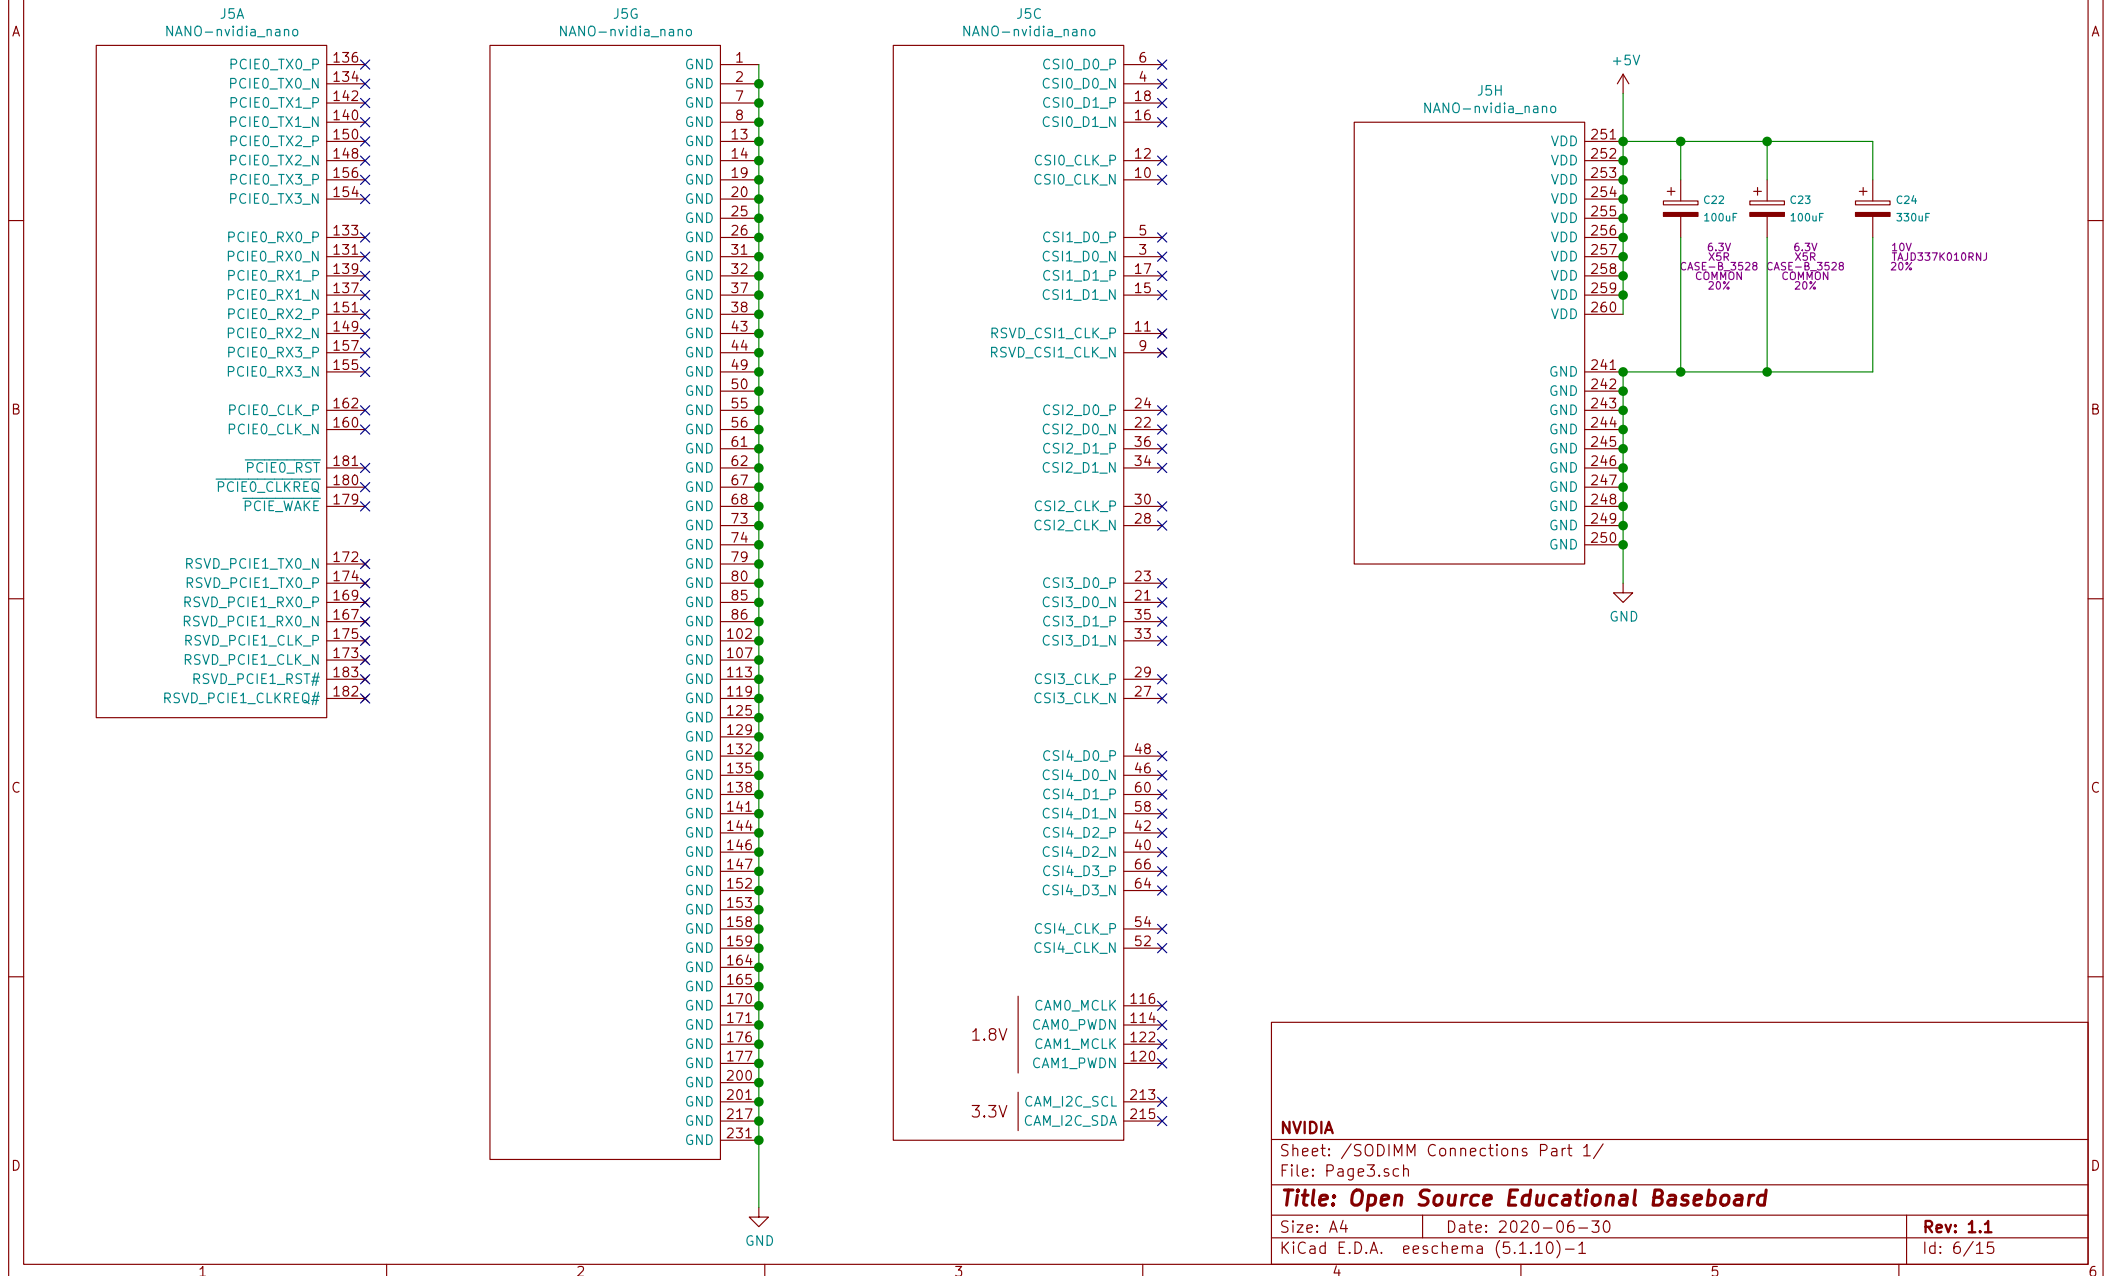 J5A
NANO-nvidia_nano
PCIE0_TX0_P 136
PCIE0_TX0_N 134
PCIE0_TX1_P 142
PCIE0_TX1_N 140
PCIE0_TX2_P 150
PCIE0_TX2_N 148
PCIE0_TX3_P 156
PCIE0_TX3_N 154
PCIE0_RX0_P 133
PCIE0_RX0_N 131
PCIE0_RX1_P 139
PCIE0_RX1_N 137
PCIE0_RX2_P 151
PCIE0_RX2_N 149
PCIE0_RX3_P 157
PCIE0_RX3_N 155
PCIE0_CLK_P 162
PCIE0_CLK_N 160
PCIE0_RST 181
PCIE0_CLKREQ 180
PCIE_WAKE 179
RSVD_PCIE1_TX0_N 172
RSVD_PCIE1_TX0_P 174
RSVD_PCIE1_RX0_P 169
RSVD_PCIE1_RX0_N 167
RSVD_PCIE1_CLK_P 175
RSVD_PCIE1_CLK_N 173
RSVD_PCIE1_RST# 183
RSVD_PCIE1_CLKREQ# 182
J5G
NANO-nvidia_nano
GND 1
GND 2
GND 7
GND 8
GND 13
GND 14
GND 19
GND 20
GND 25
GND 26
GND 31
GND 32
GND 37
GND 38
GND 43
GND 44
GND 49
GND 50
GND 55
GND 56
GND 61
GND 62
GND 67
GND 68
GND 73
GND 74
GND 79
GND 80
GND 85
GND 86
GND 102
GND 107
GND 113
GND 119
GND 125
GND 129
GND 132
GND 135
GND 138
GND 141
GND 144
GND 146
GND 147
GND 152
GND 153
GND 158
GND 159
GND 164
GND 165
GND 170
GND 171
GND 176
GND 177
GND 200
GND 201
GND 217
GND 231
GND
J5C
NANO-nvidia_nano
CSI0_D0_P 6
CSI0_D0_N 4
CSI0_D1_P 18
CSI0_D1_N 16
CSI0_CLK_P 12
CSI0_CLK_N 10
CSI1_D0_P 5
CSI1_D0_N 3
CSI1_D1_P 17
CSI1_D1_N 15
RSVD_CSI1_CLK_P 11
RSVD_CSI1_CLK_N 9
CSI2_D0_P 24
CSI2_D0_N 22
CSI2_D1_P 36
CSI2_D1_N 34
CSI2_CLK_P 30
CSI2_CLK_N 28
CSI3_D0_P 23
CSI3_D0_N 21
CSI3_D1_P 35
CSI3_D1_N 33
CSI3_CLK_P 29
CSI3_CLK_N 27
CSI4_D0_P 48
CSI4_D0_N 46
CSI4_D1_P 60
CSI4_D1_N 58
CSI4_D2_P 42
CSI4_D2_N 40
CSI4_D3_P 66
CSI4_D3_N 64
CSI4_CLK_P 54
CSI4_CLK_N 52
1.8V
CAM0_MCLK 116
CAM0_PWDN 114
CAM1_MCLK 122
CAM1_PWDN 120
3.3V
CAM_I2C_SCL 213
CAM_I2C_SDA 215
J5H
NANO-nvidia_nano
+5V
VDD 251
VDD 252
VDD 253
VDD 254
VDD 255
VDD 256
VDD 257
VDD 258
VDD 259
VDD 260
GND 241
GND 242
GND 243
GND 244
GND 245
GND 246
GND 247
GND 248
GND 249
GND 250
GND
+ C22
100uF
6.3V
X5R
CASE-B_3528
COMMON
20%
+ C23
100uF
6.3V
X5R
CASE-B_3528
COMMON
20%
+ C24
330uF
10V
TAJD337K010RNJ
20%
NVIDIA
Sheet: /SODIMM Connections Part 1/
File: Page3.sch
Title: Open Source Educational Baseboard
Size: A4 Date: 2020-06-30 Rev: 1.1
KiCad E.D.A. eeschema (5.1.10)-1 Id: 6/15
A A
B B
C C
D D
1 2 3 4 5 6